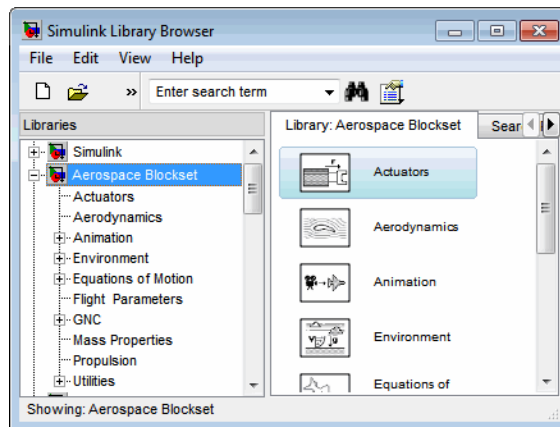 Simulink Library Browser
File Edit View Help
» Enter search term
Libraries
Simulink
Aerospace Blockset
Actuators
Aerodynamics
Animation
Environment
Equations of Motion
Flight Parameters
GNC
Mass Properties
Propulsion
Utilities
Library: Aerospace Blockset Sear
Actuators
Aerodynamics
Animation
Environment
Equations of
Showing: Aerospace Blockset